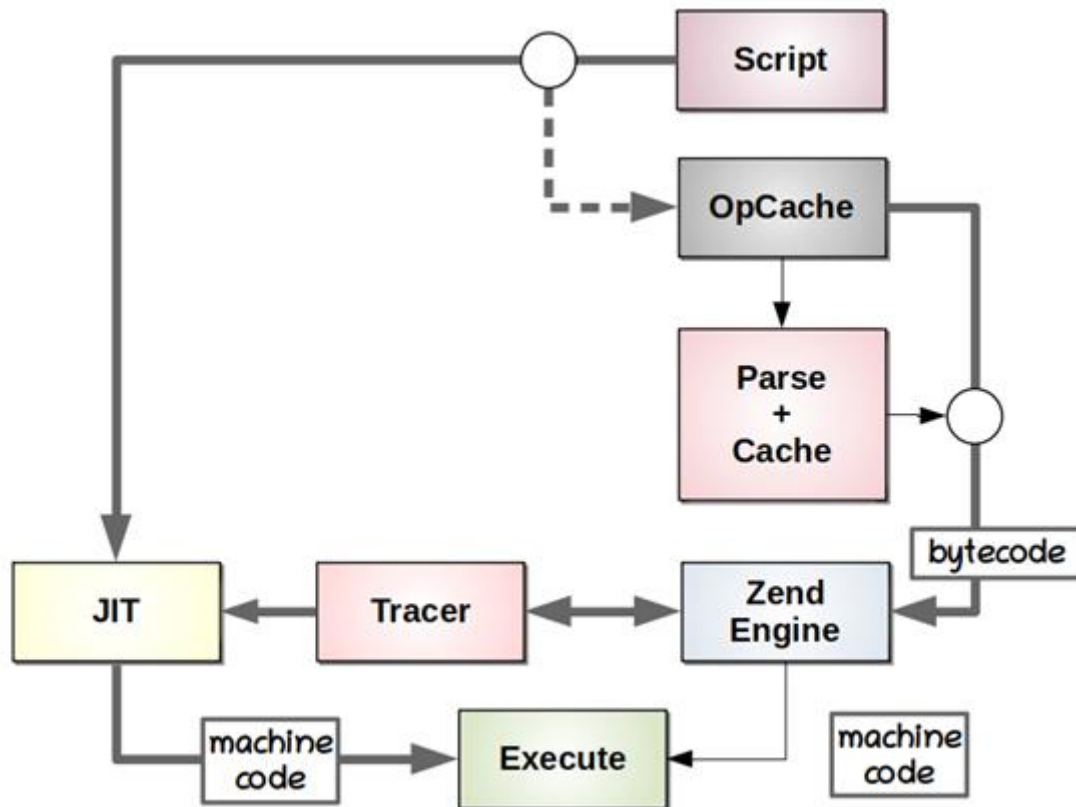 Script
OpCache
Parse
+
Cache
bytecode
JIT
Tracer
Zend
Engine
machine
code
Execute
machine
code